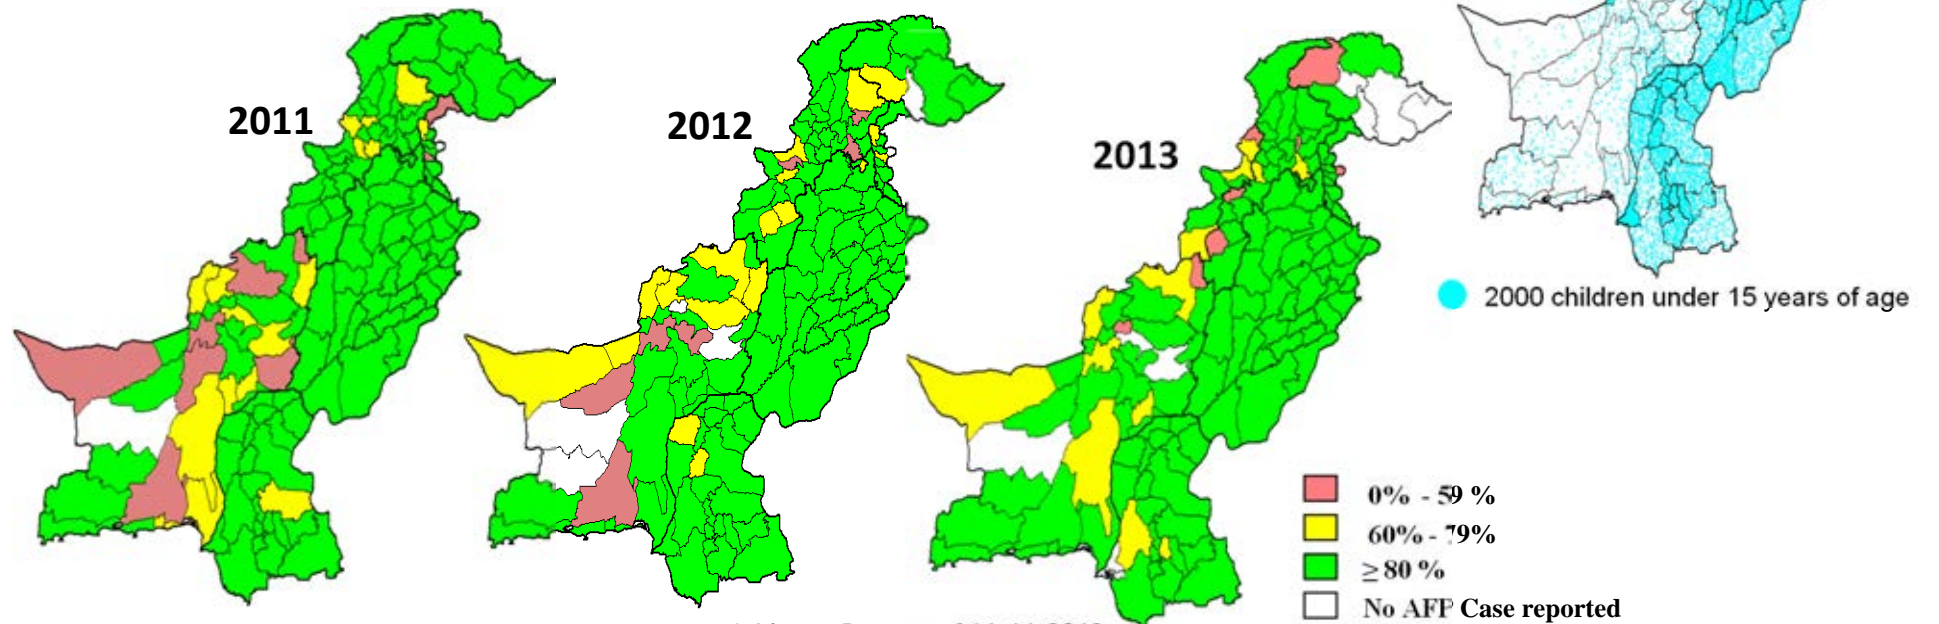 2011
2012
2013
2000 children under 15 years of age
0% - 59 %
60% - 79%
≥ 80 %
No AFP Case reported